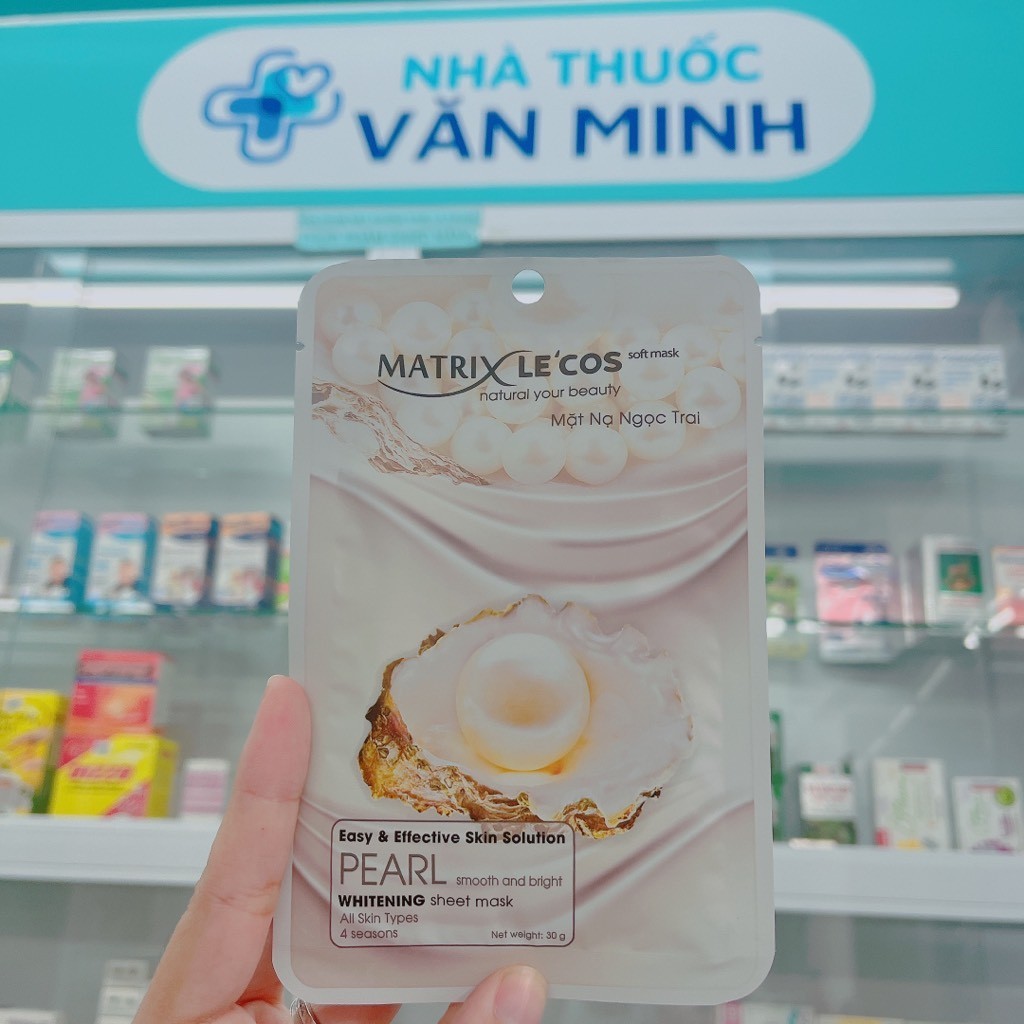 NHÀ THUỐC
VĂN MINH
MATRIX LE'COS soft mask
natural your beauty
Mặt Nạ Ngọc Trai
Easy & Effective Skin Solution
PEARL smooth and bright
WHITENING sheet mask
All Skin Types
4 seasons
Net weight: 30 g